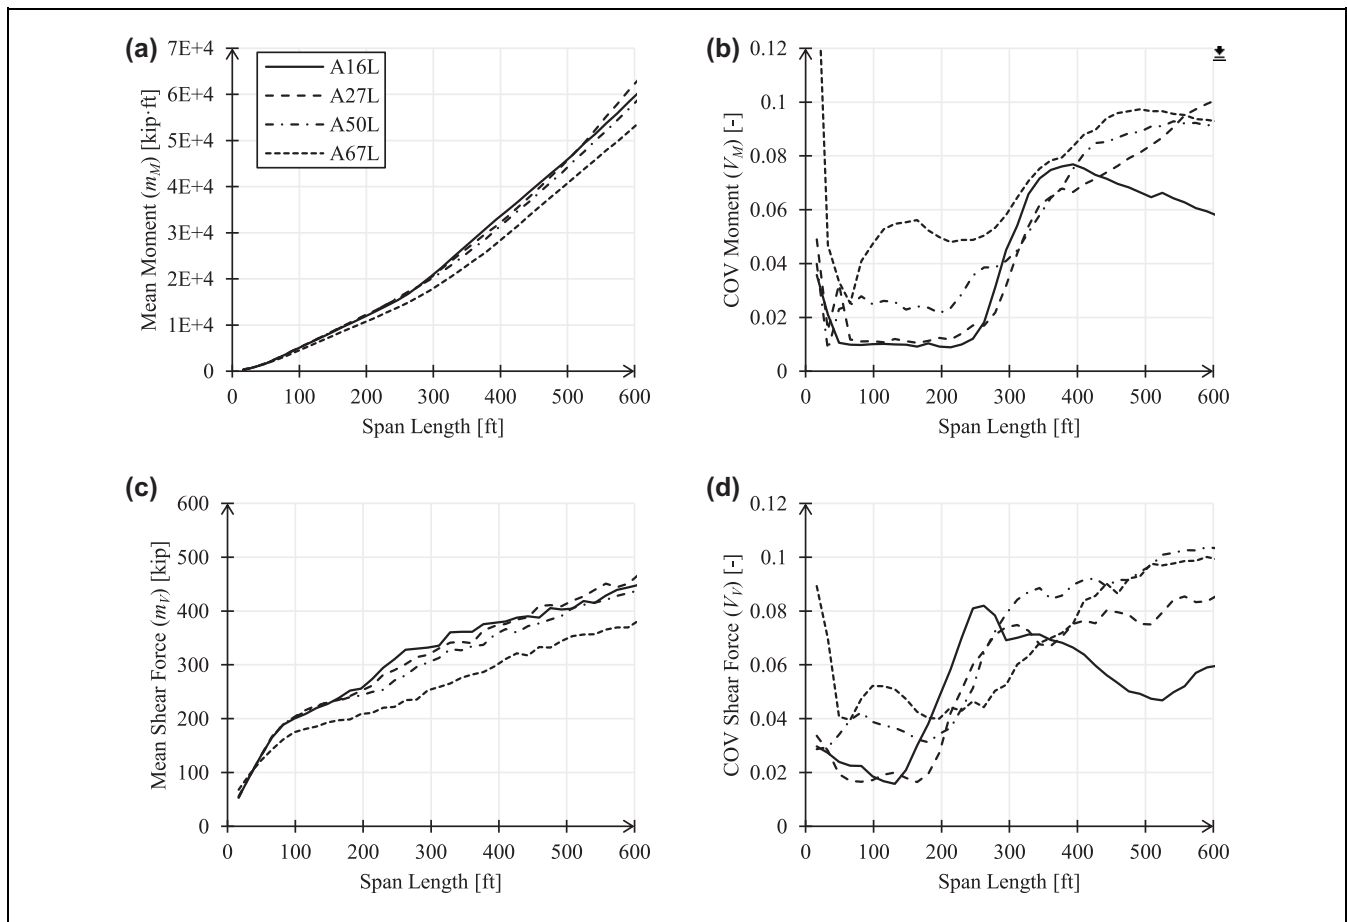 (a)
7E+4
6E+4
5E+4
4E+4
3E+4
2E+4
1E+4
0
Mean Moment (m_M) [kip·ft]
A16L
A27L
A50L
A67L
0 100 200 300 400 500 600
Span Length [ft]
(b)
0.12
0.1
0.08
0.06
0.04
0.02
0
COV Moment (V_M) [-]
0 100 200 300 400 500 600
Span Length [ft]
(c)
600
500
400
300
200
100
0
Mean Shear Force (m_V) [kip]
0 100 200 300 400 500 600
Span Length [ft]
(d)
0.12
0.1
0.08
0.06
0.04
0.02
0
COV Shear Force (V_V) [-]
0 100 200 300 400 500 600
Span Length [ft]